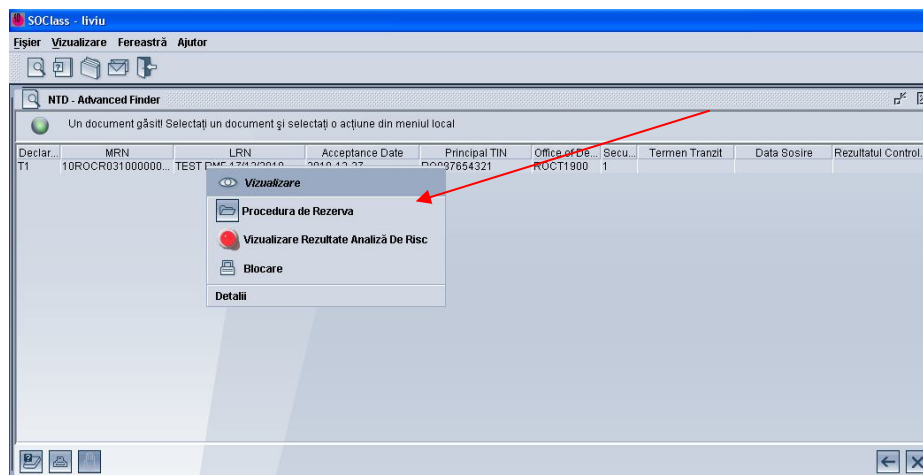 SOClass - liviu
Fişier Vizualizare Fereastră Ajutor
NTD - Advanced Finder
Un document găsit! Selectaţi un document şi selectaţi o acţiune din meniul local
Declar... MRN LRN Acceptance Date Principal TIN Office of De... Secu... Termen Tranzit Data Sosire Rezultatul Control.
T1 10ROCR031000000... TEST ROCT1900 1
Vizualizare
Procedura de Rezerva
Vizualizare Rezultate Analiză De Risc
Blocare
Detalii